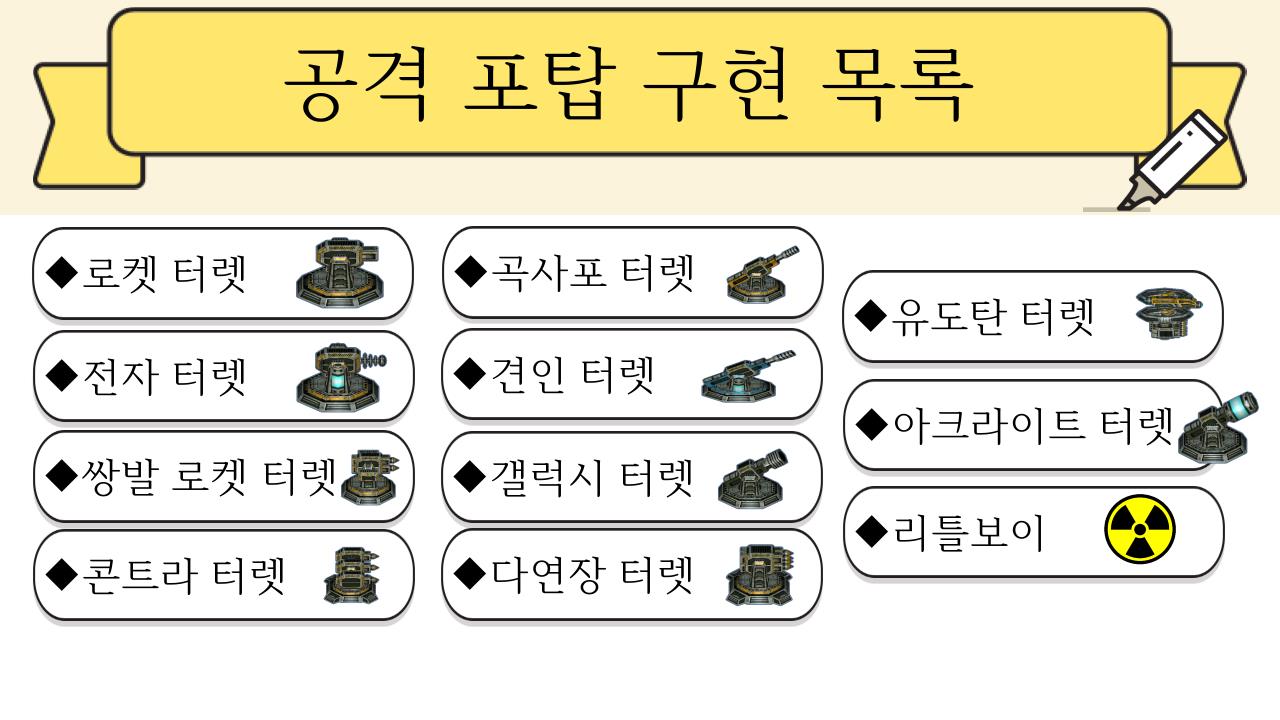 공격 포탑 구현 목록
◆로켓 터렛
◆전자 터렛
◆쌍발 로켓 터렛
◆콘트라 터렛
◆곡사포 터렛
◆견인 터렛
◆갤럭시 터렛
◆다연장 터렛
◆유도탄 터렛
◆아크라이트 터렛
◆리틀보이